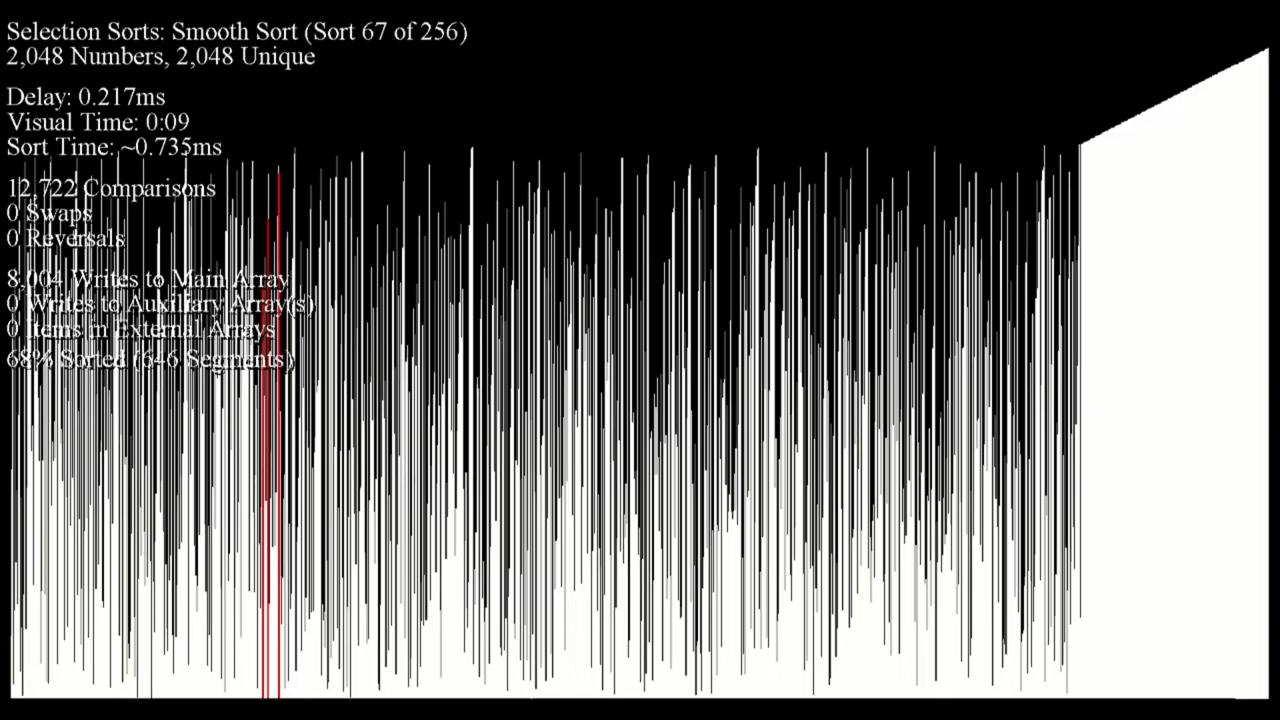 Selection Sorts: Smooth Sort (Sort 67 of 256)
2,048 Numbers, 2,048 Unique
Delay: 0.217ms
Visual Time: 0:09
Sort Time: ~0.735ms
12,722 Comparisons
0 Swaps
0 Reversals
8,004 Writes to Main Array
0 Writes to Auxiliary Array(s)
0 Items in External Arrays
68% Sorted (646 Segments)